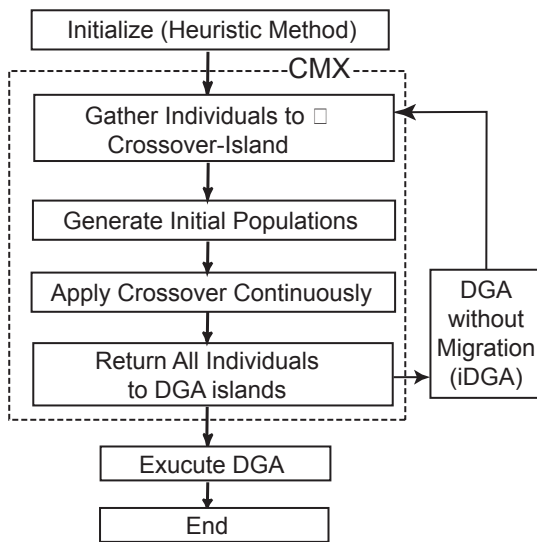 Initialize (Heuristic Method)
CMX
Gather Individuals to □
Crossover-Island
Generate Initial Populations
Apply Crossover Continuously
Return All Individuals
to DGA islands
DGA
without
Migration
(iDGA)
Exucute DGA
End